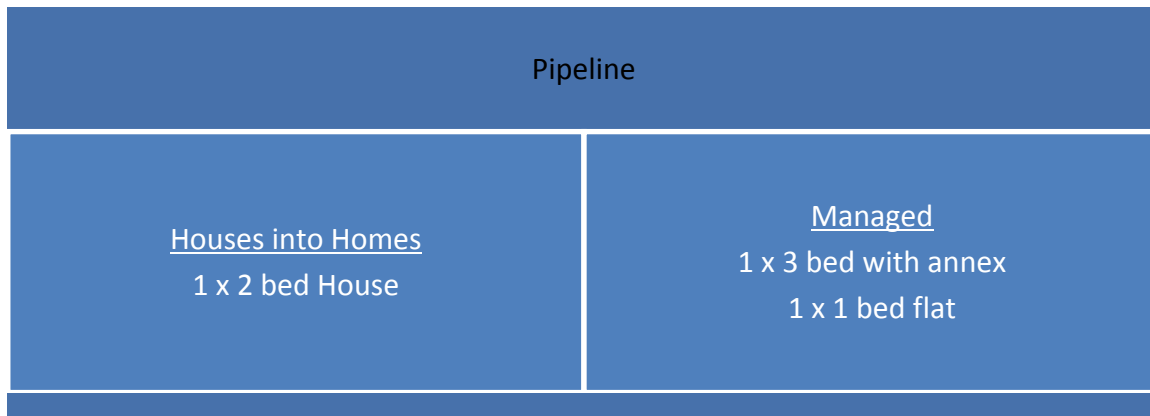 Pipeline
Houses into Homes
1 x 2 bed House
Managed
1 x 3 bed with annex
1 x 1 bed flat